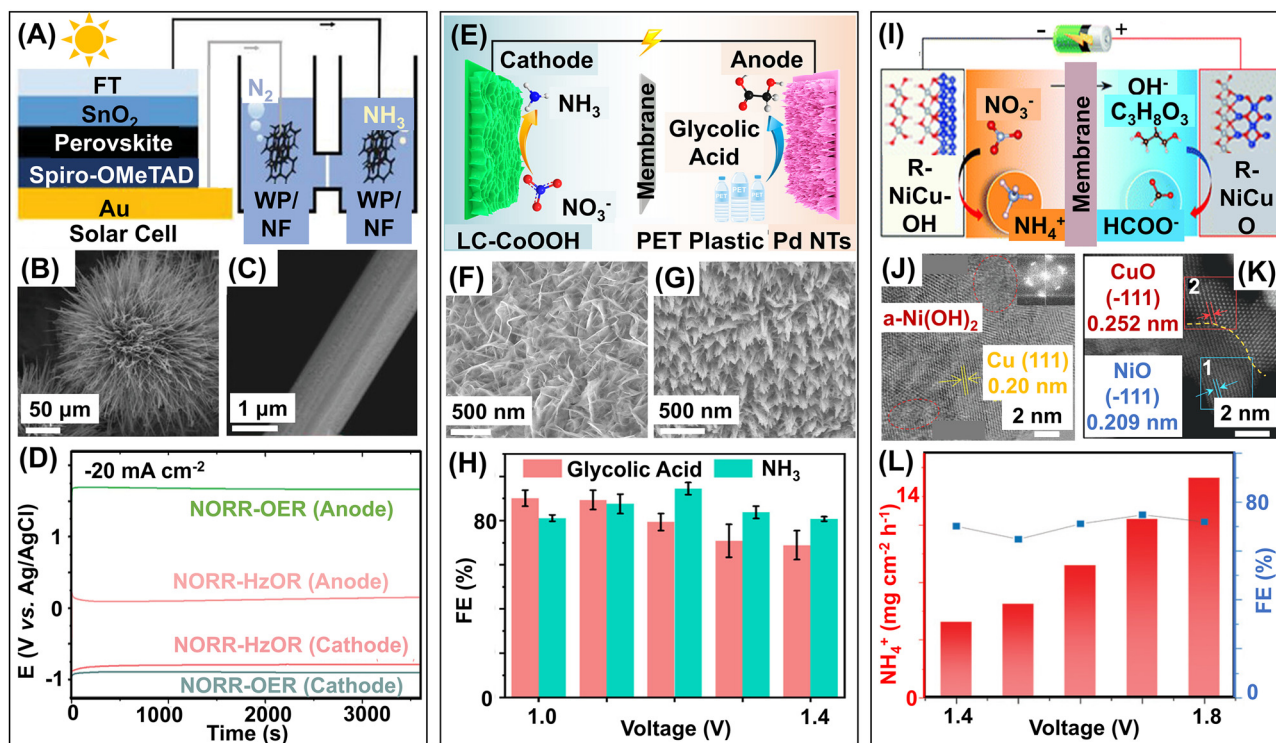 (A)
FT
SnO2
Perovskite
Spiro-OMeTAD
Au
Solar Cell
N2
NH3
WP/
NF
WP/
NF
(B)
50 μm
(C)
1 μm
(D)
-20 mA cm-2
NORR-OER (Anode)
NORR-HzOR (Anode)
NORR-HzOR (Cathode)
NORR-OER (Cathode)
E (V vs. Ag/AgCl)
1
0
-1
0
1000
2000
3000
Time (s)
(E)
Cathode
Anode
NH3
Membrane
Glycolic
Acid
NO3-
PET
PET
PET
LC-CoOOH
PET Plastic
Pd NTs
(F)
500 nm
(G)
500 nm
(H)
Glycolic Acid
NH3
FE (%)
80
0
1.0
1.4
Voltage (V)
(I)
-
+
NO3-
OH-
C3H8O3
Membrane
R-
NiCu-
OH
NH4+
HCOO-
R-
NiCu
O
(J)
a-Ni(OH)2
Cu (111)
0.20 nm
2 nm
(K)
CuO
(-111)
0.252 nm
NiO
(-111)
0.209 nm
2
1
2 nm
(L)
NH4+ (mg cm-2 h-1)
14
0
80
0
FE (%)
1.4
1.8
Voltage (V)